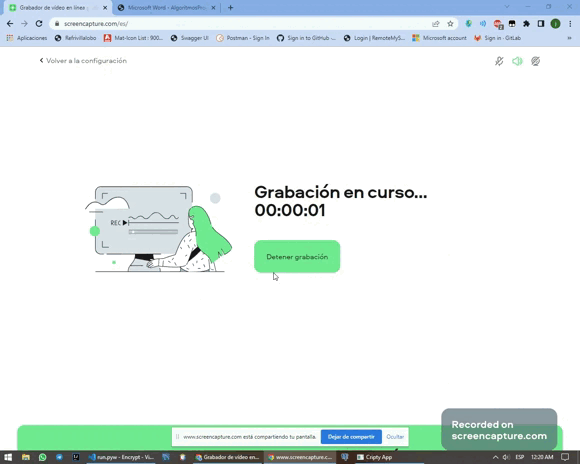 Grabador de vídeo en línea
Microsoft Word - AlgoritmosPro
screencapture.com/es/
Aplicaciones
Refrivillalobo
Mat-Icon List : 900...
Swagger UI
Postman - Sign In
Sign in to GitHub ·...
Login | RemoteMyS...
Microsoft account
Sign in · GitLab
»
Volver a la configuración
REC
Grabación en curso...
00:00:01
Detener grabación
Recorded on
screencapture.com
www.screencapture.com está compartiendo tu pantalla.
Dejar de compartir
Ocultar
run.pyw - Encrypt - Vi...
Grabador de vídeo en...
www.screencapture.c...
Cripty App
ESP
12:20 AM